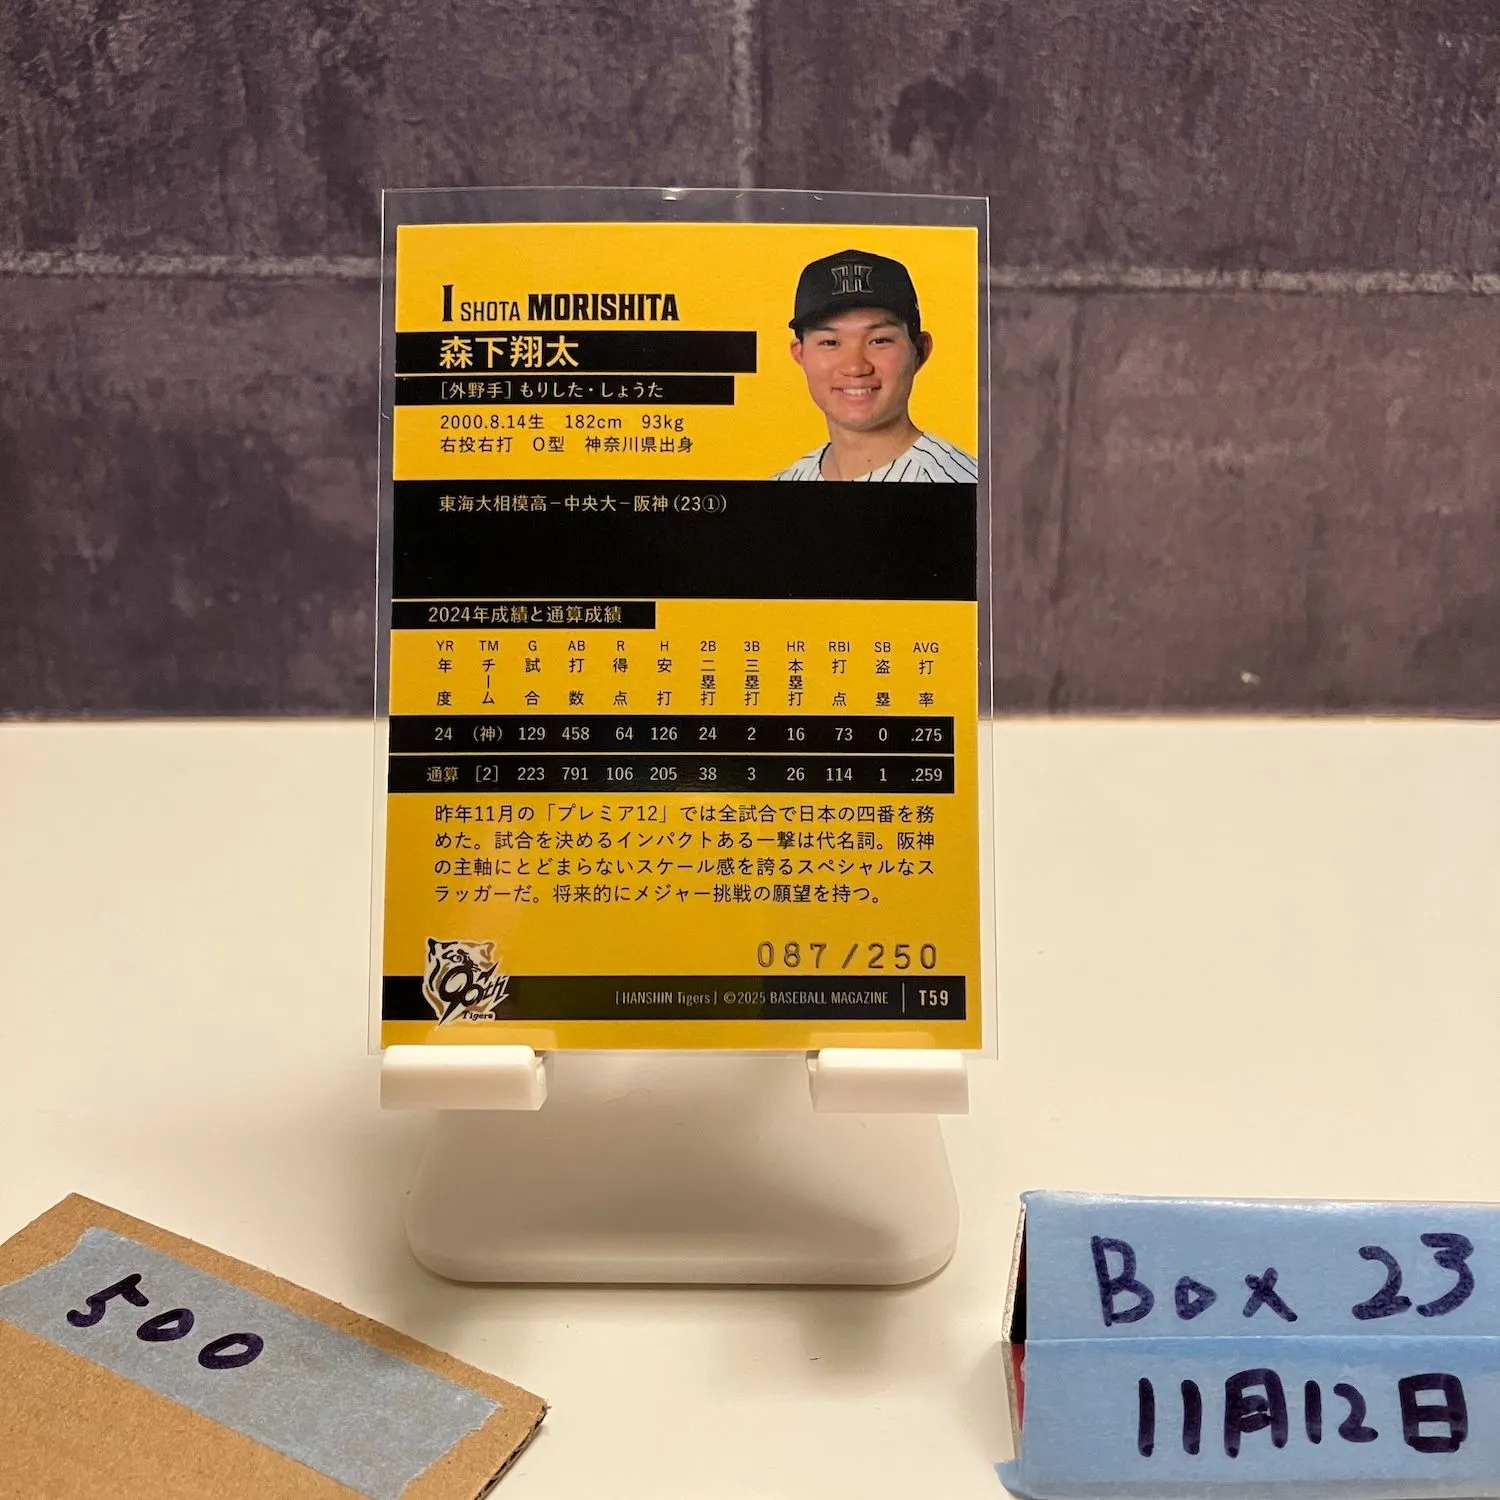 1 SHOTA MORISHITA
森下翔太
[外野手] もりした・しょうた
2000.8.14生 182cm 93kg
右投右打 O型 神奈川県出身
東海大相模高－中央大－阪神(23①)
2024年成績と通算成績
YR TM G AB R H 2B 3B HR RBI SB AVG
年度 チーム 試合 打数 得点 安打 二塁打 三塁打 本塁打 打点 盗塁 打率
24 (神) 129 458 64 126 24 2 16 73 0 .275
通算 [2] 223 791 106 205 38 3 26 114 1 .259
昨年11月の「プレミア12」では全試合で日本の四番を務
めた。試合を決めるインパクトある一撃は代名詞。阪神
の主軸にとどまらないスケール感を誇るスペシャルなス
ラッガーだ。将来的にメジャー挑戦の願望を持つ。
087/250
90th
Tigers
[HANSHIN Tigers] ©2025 BASEBALL MAGAZINE T59
500
Box 23
11月12日